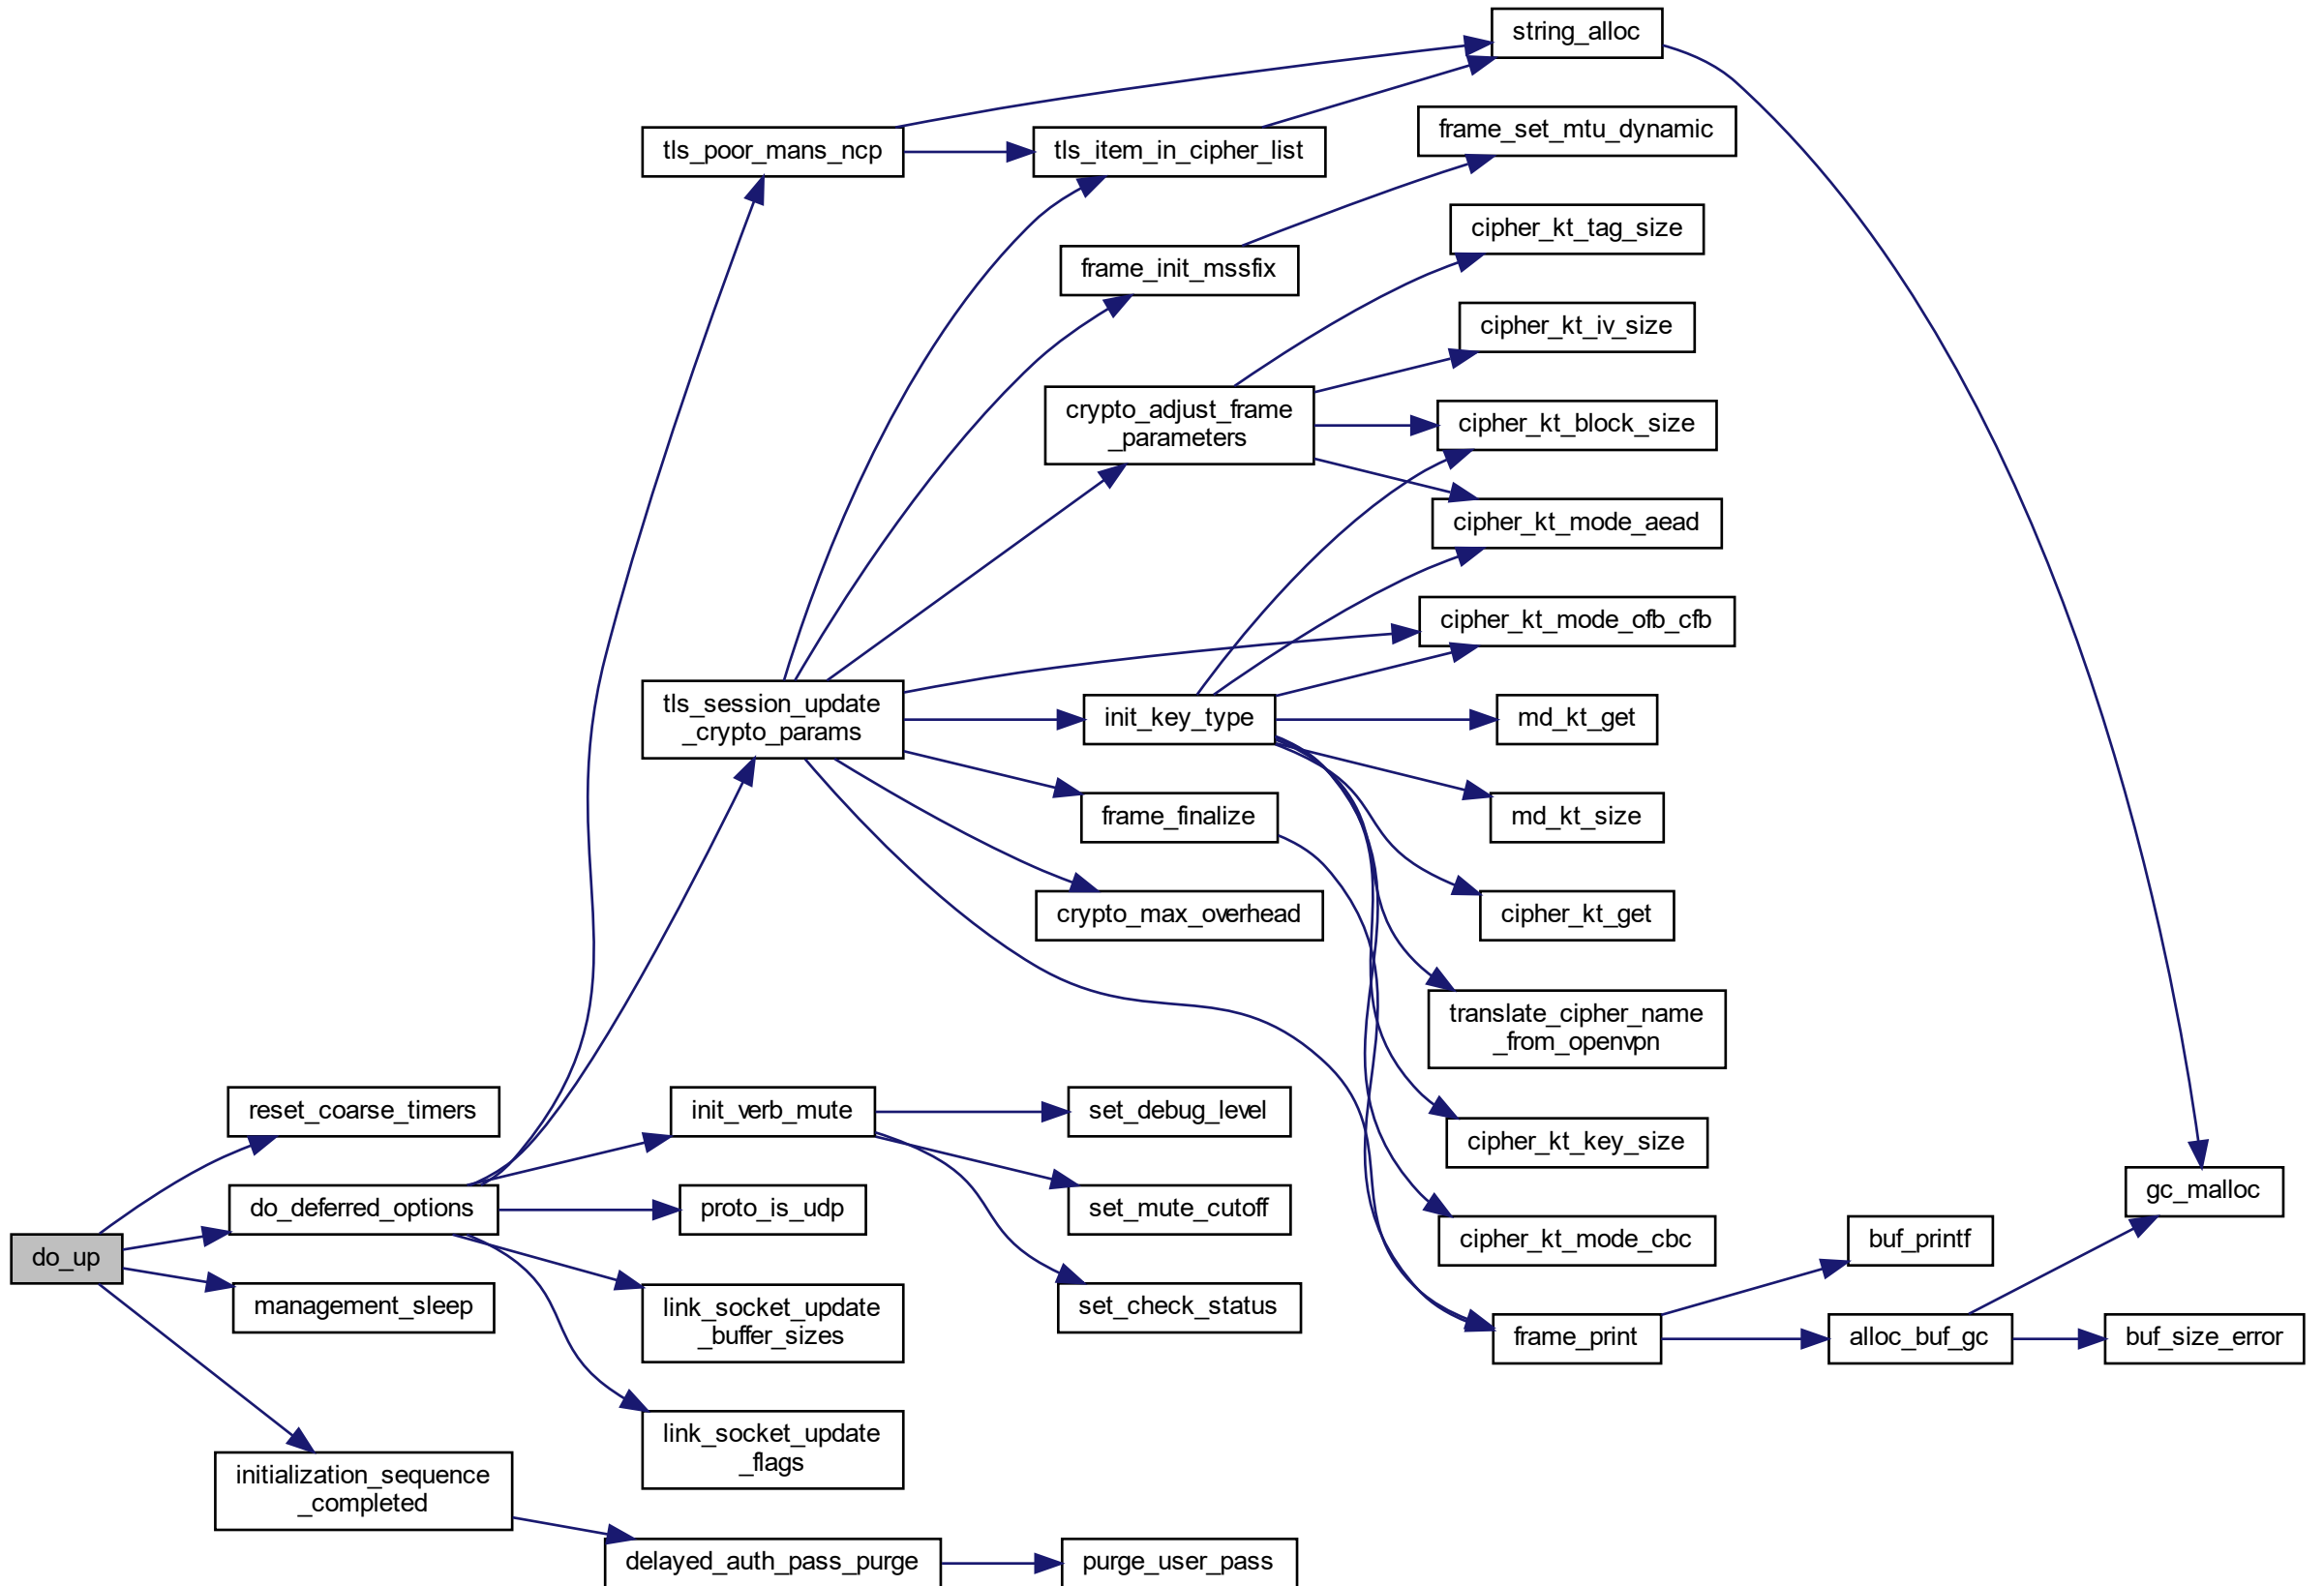 string_alloc
frame_set_mtu_dynamic
tls_poor_mans_ncp
tls_item_in_cipher_list
cipher_kt_tag_size
frame_init_mssfix
cipher_kt_iv_size
crypto_adjust_frame
_parameters
cipher_kt_block_size
cipher_kt_mode_aead
cipher_kt_mode_ofb_cfb
tls_session_update
_crypto_params
init_key_type
md_kt_get
frame_finalize
md_kt_size
crypto_max_overhead
cipher_kt_get
translate_cipher_name
_from_openvpn
reset_coarse_timers
init_verb_mute
set_debug_level
cipher_kt_key_size
gc_malloc
do_deferred_options
proto_is_udp
set_mute_cutoff
cipher_kt_mode_cbc
buf_printf
do_up
management_sleep
link_socket_update
_buffer_sizes
set_check_status
frame_print
alloc_buf_gc
buf_size_error
link_socket_update
_flags
initialization_sequence
_completed
delayed_auth_pass_purge
purge_user_pass